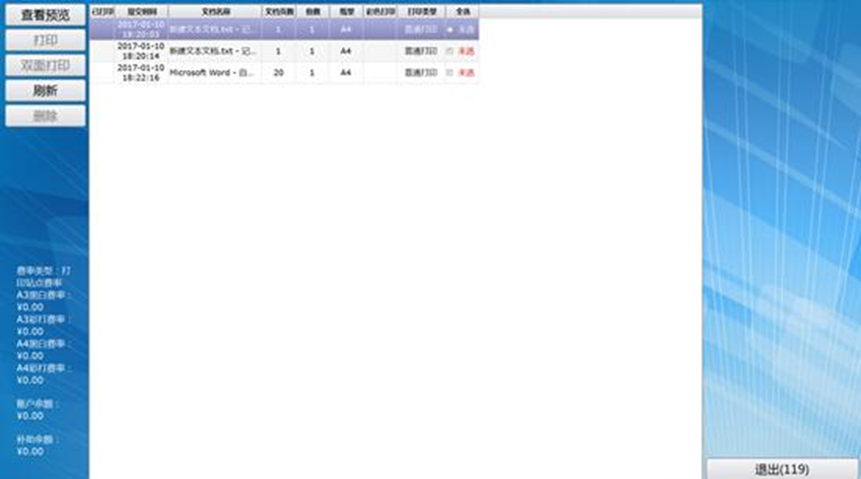 查看预览
打印
双面打印
刷新
删除
已打印 提交时间 文档名称 文档页数 份数 纸型 彩色打印 打印类型 全选
2017-01-10 18:20:03 新建文本文档.txt - 记... 1 1 A4 普通打印 未选
2017-01-10 18:20:14 新建文本文档.txt - 记... 1 1 A4 普通打印 未选
2017-01-10 18:22:16 Microsoft Word - 自... 20 1 A4 普通打印 未选
费率类型：打
印站点费率
A3黑白费率：
¥0.00
A3彩打费率：
¥0.00
A4黑白费率：
¥0.00
A4彩打费率：
¥0.00
账户余额：
¥0.00
补助余额：
¥0.00
退出(119)